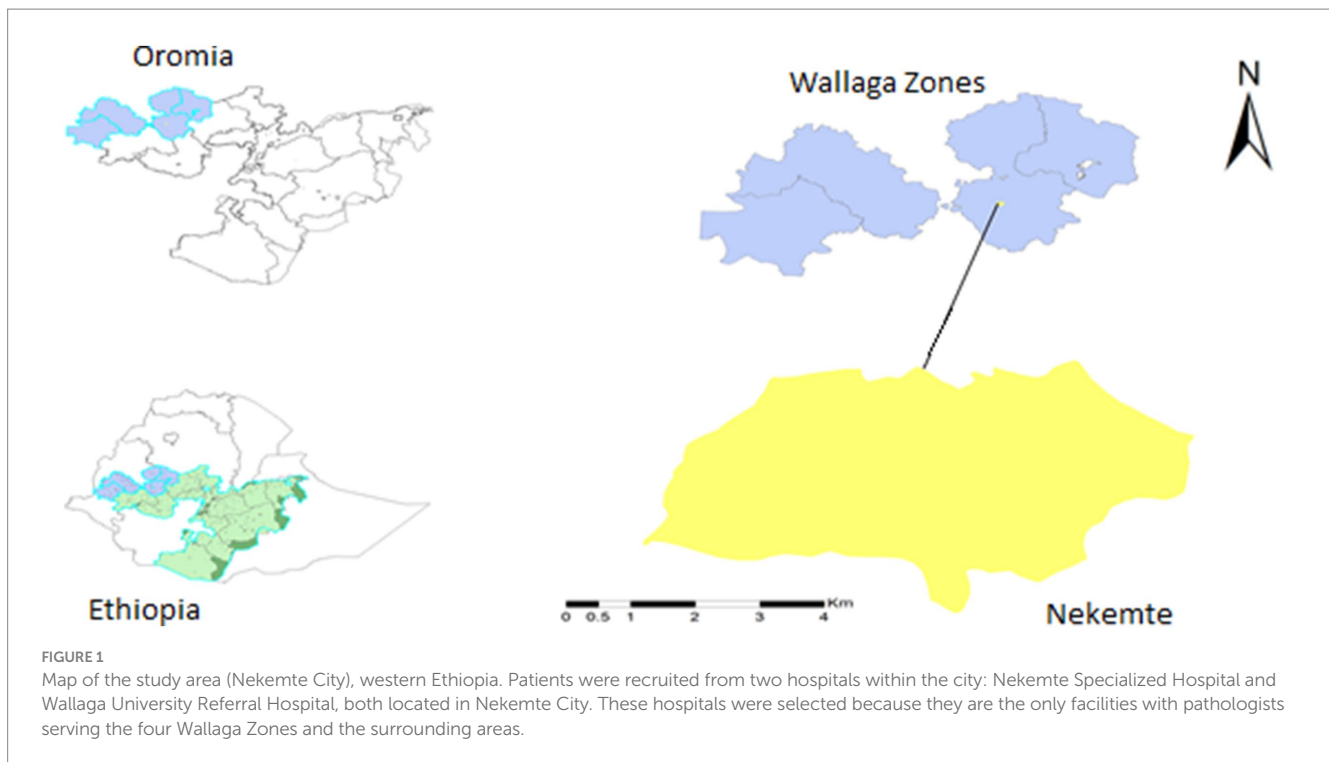 Oromia
Wallaga Zones
N
Ethiopia
Km
0 0.5 1 2 3 4
Nekemte
FIGURE 1
Map of the study area (Nekemte City), western Ethiopia. Patients were recruited from two hospitals within the city: Nekemte Specialized Hospital and
Wallaga University Referral Hospital, both located in Nekemte City. These hospitals were selected because they are the only facilities with pathologists
serving the four Wallaga Zones and the surrounding areas.